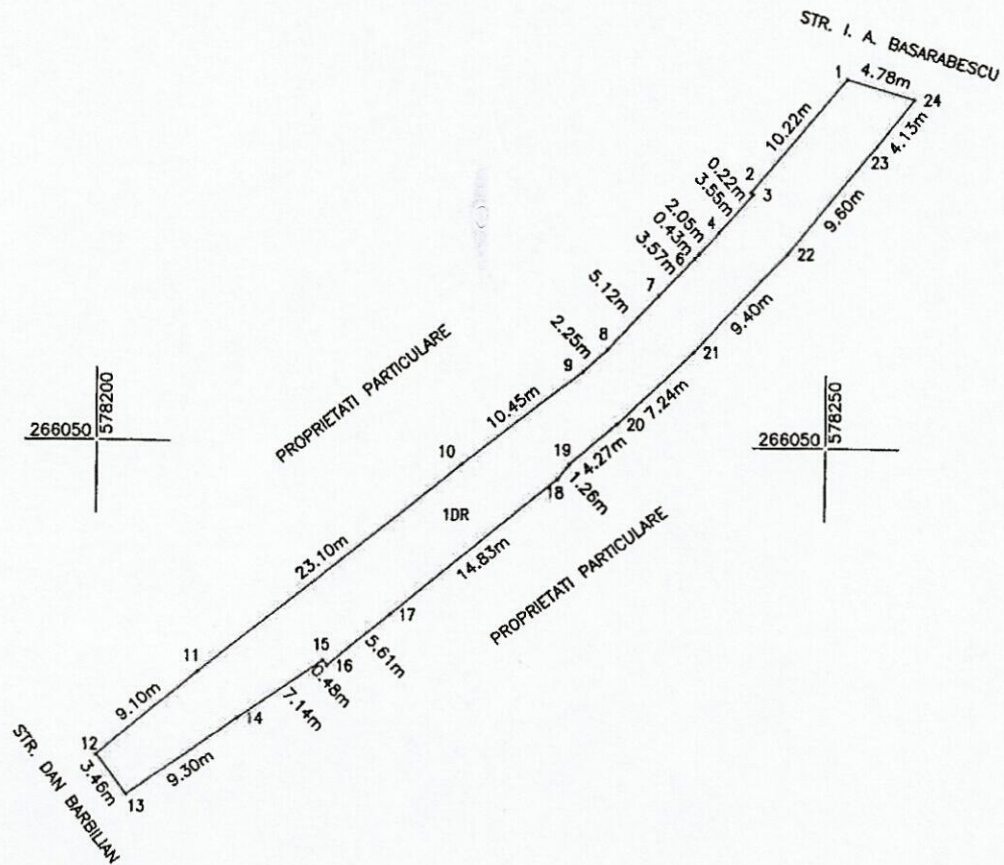 STR. I. A. BASARABESCU
1
4.78m
24
10.22m
4.13m
23
2
0.22m
3
3.55m
9.60m
4
2.05m
0.43m
22
6
3.57m
7
5.12m
9.40m
8
2.25m
21
9
PROPRIETATI PARTICULARE
7.24m
578200
266050
10.45m
20
578250
266050
10
19
4.27m
1.26m
18
1DR
PROPRIETATI PARTICULARE
23.10m
14.83m
17
15
5.61m
16
0.48m
11
7.14m
9.10m
14
STR. DAN BARBILIAN
12
9.30m
3.46m
13